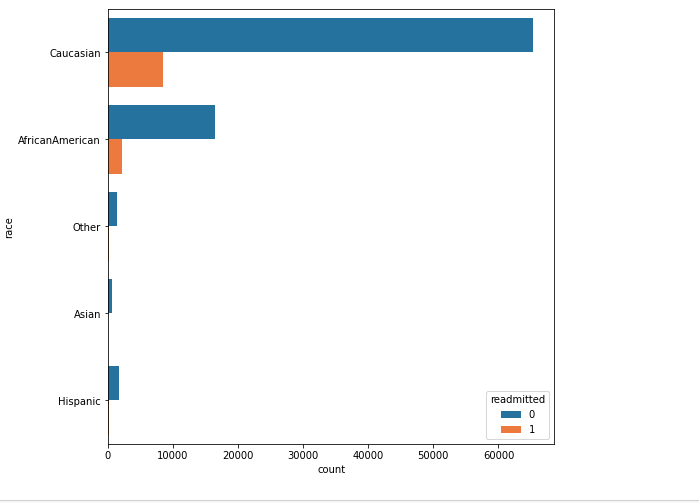 Caucasian
AfricanAmerican
Other
Asian
Hispanic
race
0 10000 20000 30000 40000 50000 60000
count
readmitted
0
1